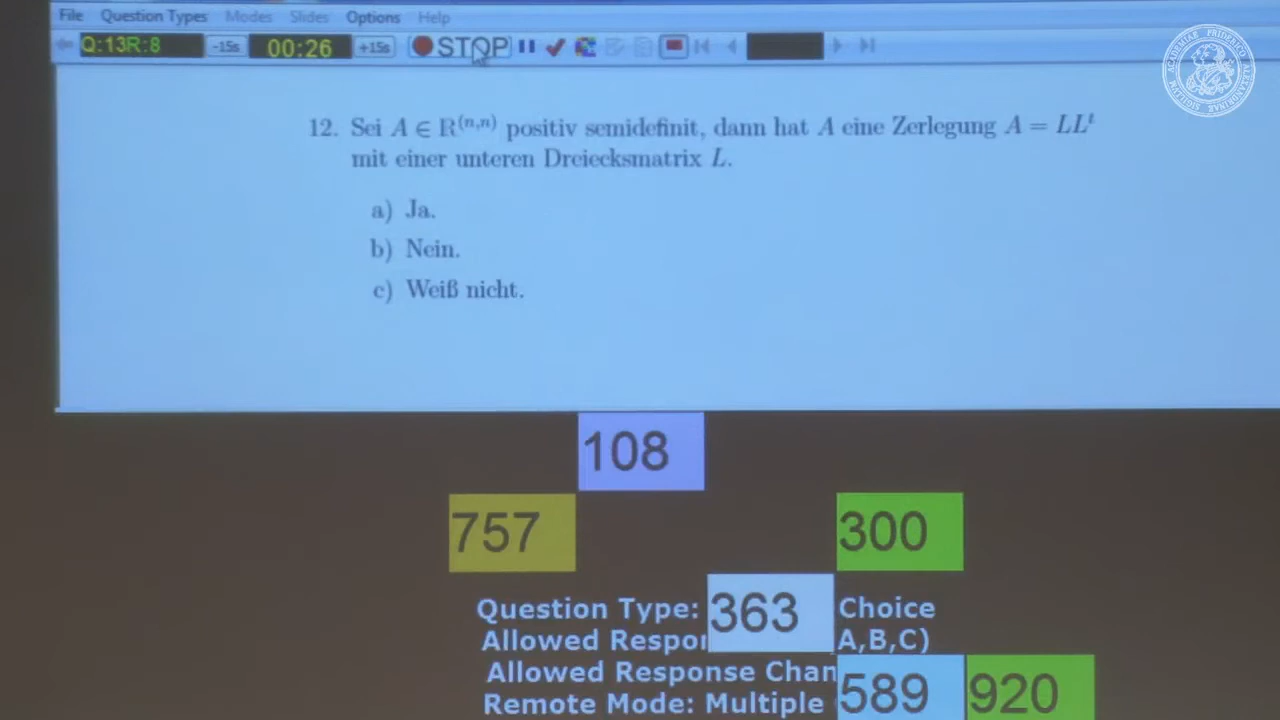 File Question Types Modes Slides Options Help
Q:13R:8 -15s 00:26 +15s STOP
12. Sei A ∈ R^(n,n) positiv semidefinit, dann hat A eine Zerlegung A = LL^t
mit einer unteren Dreiecksmatrix L.
a) Ja.
b) Nein.
c) Weiß nicht.
108
757 300
Question Type: 363 Choice
Allowed Respo A,B,C)
Allowed Response Chan
Remote Mode: Multiple 589 920